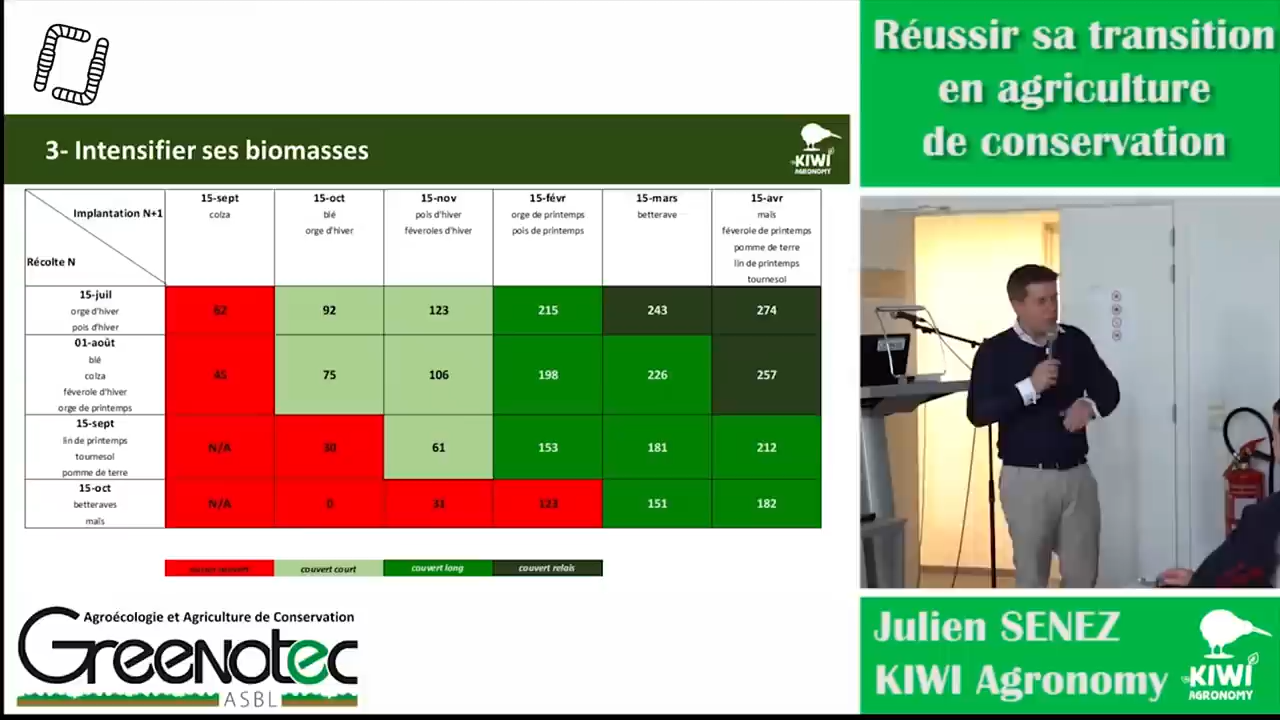 3- Intensifier ses biomasses
KIWI
AGRONOMY
Implantation N+1
Récolte N
15-sept
colza
15-oct
blé
orge d'hiver
15-nov
pois d'hiver
féveroles d'hiver
15-févr
orge de printemps
pois de printemps
15-mars
betterave
15-avr
maïs
féverole de printemps
pomme de terre
lin de printemps
tournesol
15-juil
orge d'hiver
pois d'hiver
62 92 123 215 243 274
01-août
blé
colza
féverole d'hiver
orge de printemps
45 75 106 198 226 257
15-sept
lin de printemps
tournesol
pomme de terre
N/A 30 61 153 181 212
15-oct
betteraves
maïs
N/A 0 31 123 151 182
couvert court couvert long couvert relais
Agroécologie et Agriculture de Conservation
Greenotec
ASBL
Réussir sa transition
en agriculture
de conservation
Julien SENEZ
KIWI Agronomy
KIWI
AGRONOMY